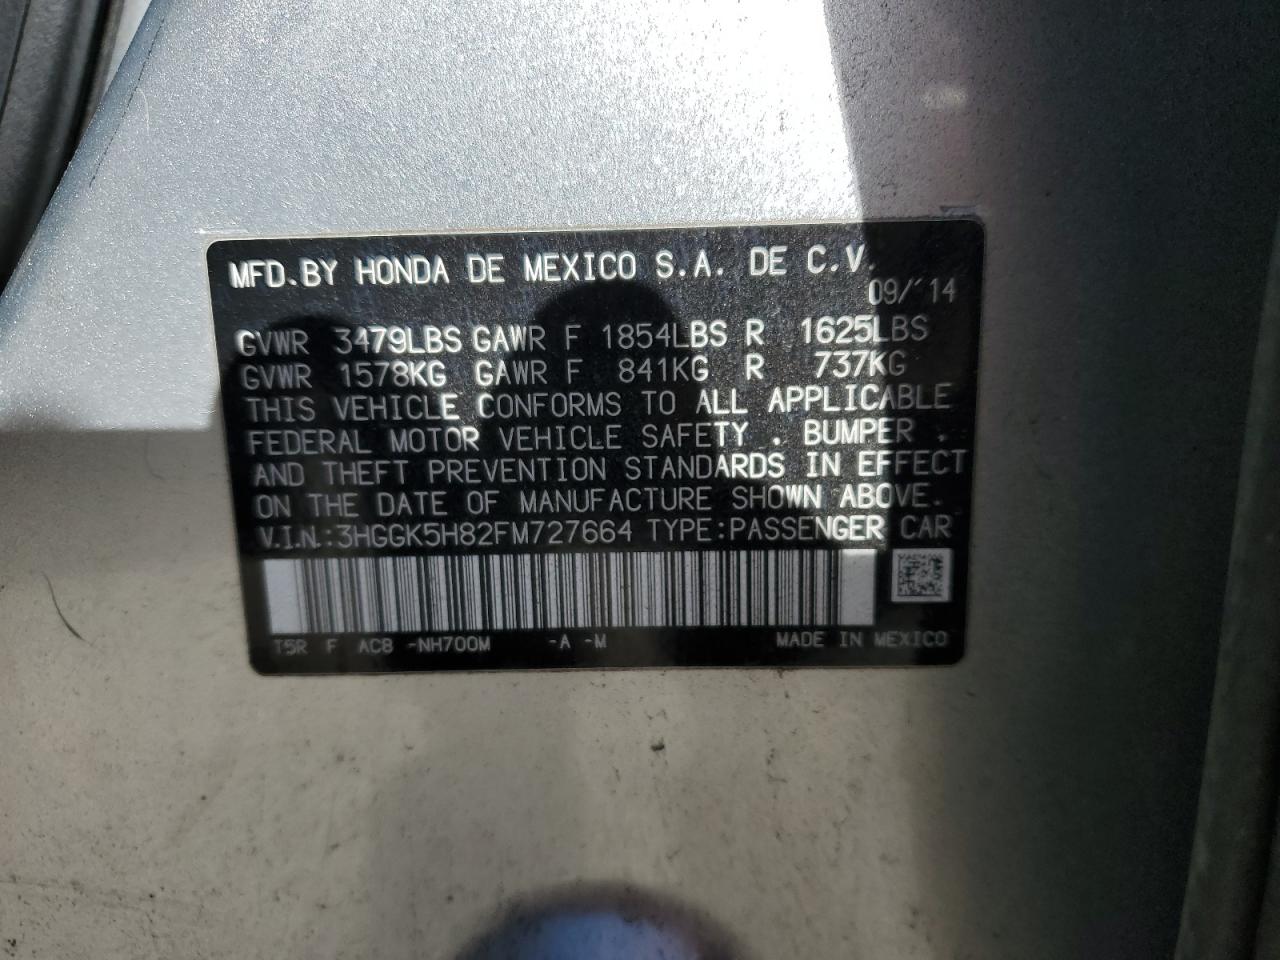 MFD.BY HONDA DE MEXICO S.A. DE C.V.
09/'14
GVWR 3479LBS GAWR F 1854LBS R 1625LBS
GVWR 1578KG GAWR F 841KG R 737KG
THIS VEHICLE CONFORMS TO ALL APPLICABLE
FEDERAL MOTOR VEHICLE SAFETY , BUMPER ,
AND THEFT PREVENTION STANDARDS IN EFFECT
ON THE DATE OF MANUFACTURE SHOWN ABOVE.
V.I.N.:3HGGK5H82FM727664 TYPE:PASSENGER CAR
T5R F AC8 -NH700M -A -M MADE IN MEXICO